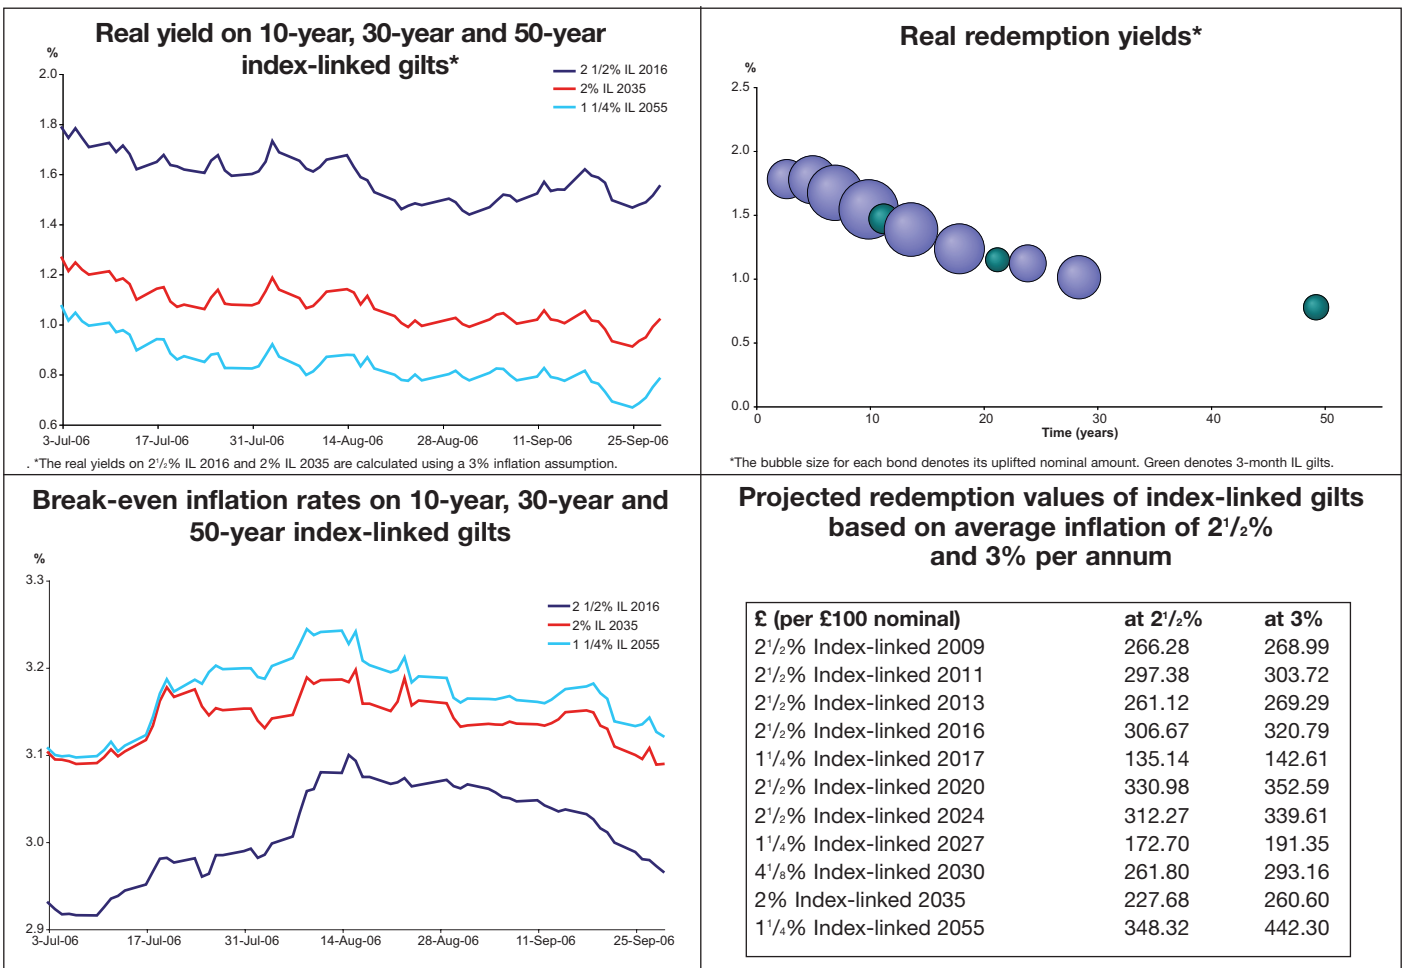 Real yield on 10-year, 30-year and 50-year
index-linked gilts*
%
2 1/2% IL 2016
2% IL 2035
1 1/4% IL 2055
2.0
1.8
1.6
1.4
1.2
1.0
0.8
0.6
3-Jul-06 17-Jul-06 31-Jul-06 14-Aug-06 28-Aug-06 11-Sep-06 25-Sep-06
. *The real yields on 2¹/₂% IL 2016 and 2% IL 2035 are calculated using a 3% inflation assumption.
Real redemption yields*
%
2.5
2.0
1.5
1.0
0.5
0.0
0 10 20 30 40 50
Time (years)
*The bubble size for each bond denotes its uplifted nominal amount. Green denotes 3-month IL gilts.
Break-even inflation rates on 10-year, 30-year and
50-year index-linked gilts
%
2 1/2% IL 2016
2% IL 2035
1 1/4% IL 2055
3.3
3.2
3.1
3.0
2.9
3-Jul-06 17-Jul-06 31-Jul-06 14-Aug-06 28-Aug-06 11-Sep-06 25-Sep-06
Projected redemption values of index-linked gilts
based on average inflation of 2¹/₂%
and 3% per annum
£ (per £100 nominal) at 2¹/₂% at 3%
2¹/₂% Index-linked 2009 266.28 268.99
2¹/₂% Index-linked 2011 297.38 303.72
2¹/₂% Index-linked 2013 261.12 269.29
2¹/₂% Index-linked 2016 306.67 320.79
1¹/₄% Index-linked 2017 135.14 142.61
2¹/₂% Index-linked 2020 330.98 352.59
2¹/₂% Index-linked 2024 312.27 339.61
1¹/₄% Index-linked 2027 172.70 191.35
4¹/₈% Index-linked 2030 261.80 293.16
2% Index-linked 2035 227.68 260.60
1¹/₄% Index-linked 2055 348.32 442.30